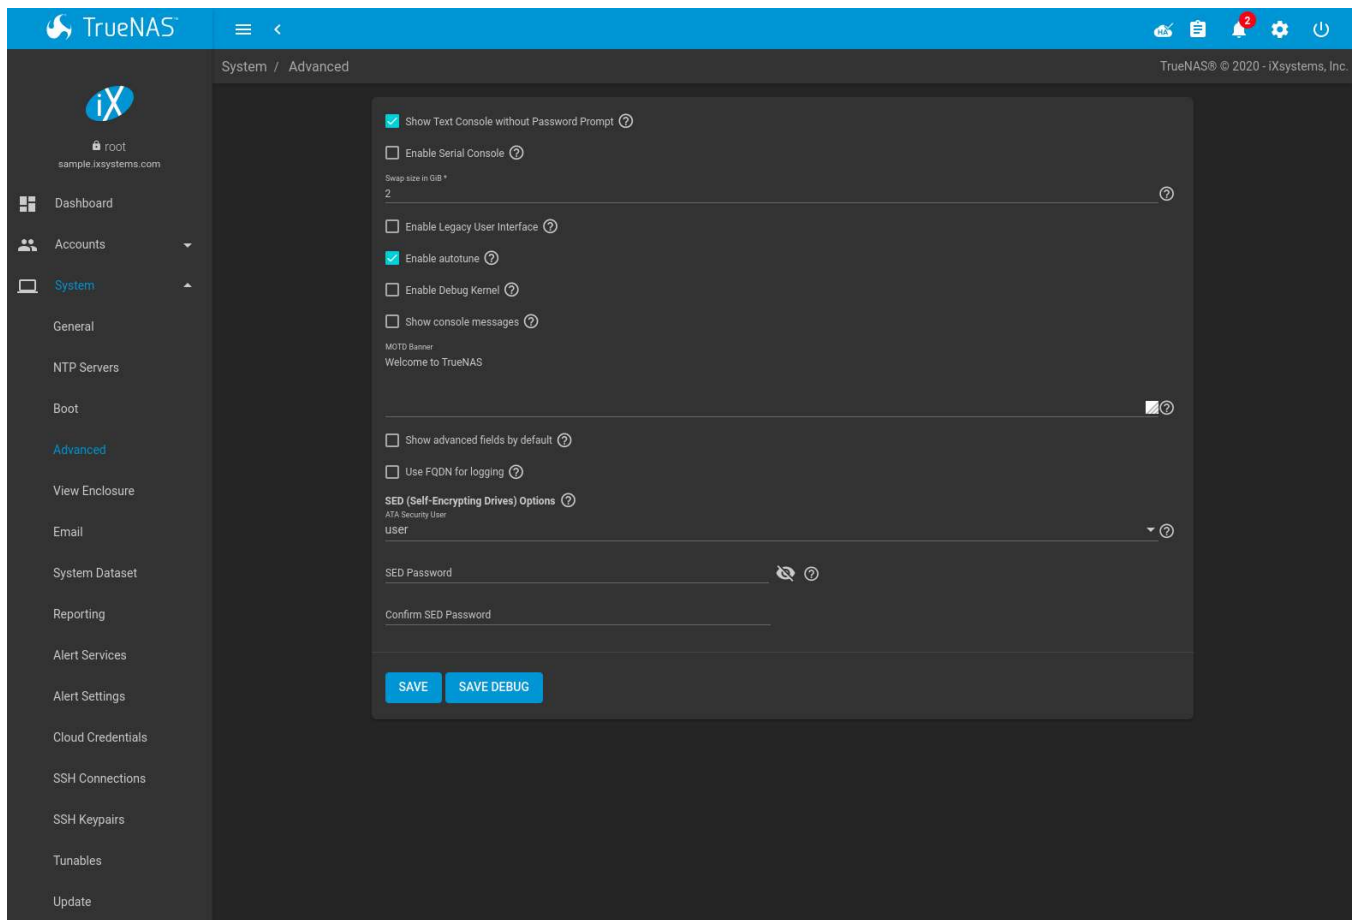 TrueNAS
HA
2
System / Advanced
TrueNAS® © 2020 - iXsystems, Inc.
iX
root
sample.ixsystems.com
Dashboard
Accounts
System
General
NTP Servers
Boot
Advanced
View Enclosure
Email
System Dataset
Reporting
Alert Services
Alert Settings
Cloud Credentials
SSH Connections
SSH Keypairs
Tunables
Update
Show Text Console without Password Prompt
Enable Serial Console
Swap size in GiB *
2
Enable Legacy User Interface
Enable autotune
Enable Debug Kernel
Show console messages
MOTD Banner
Welcome to TrueNAS
Show advanced fields by default
Use FQDN for logging
SED (Self-Encrypting Drives) Options
ATA Security User
user
SED Password
Confirm SED Password
SAVE SAVE DEBUG